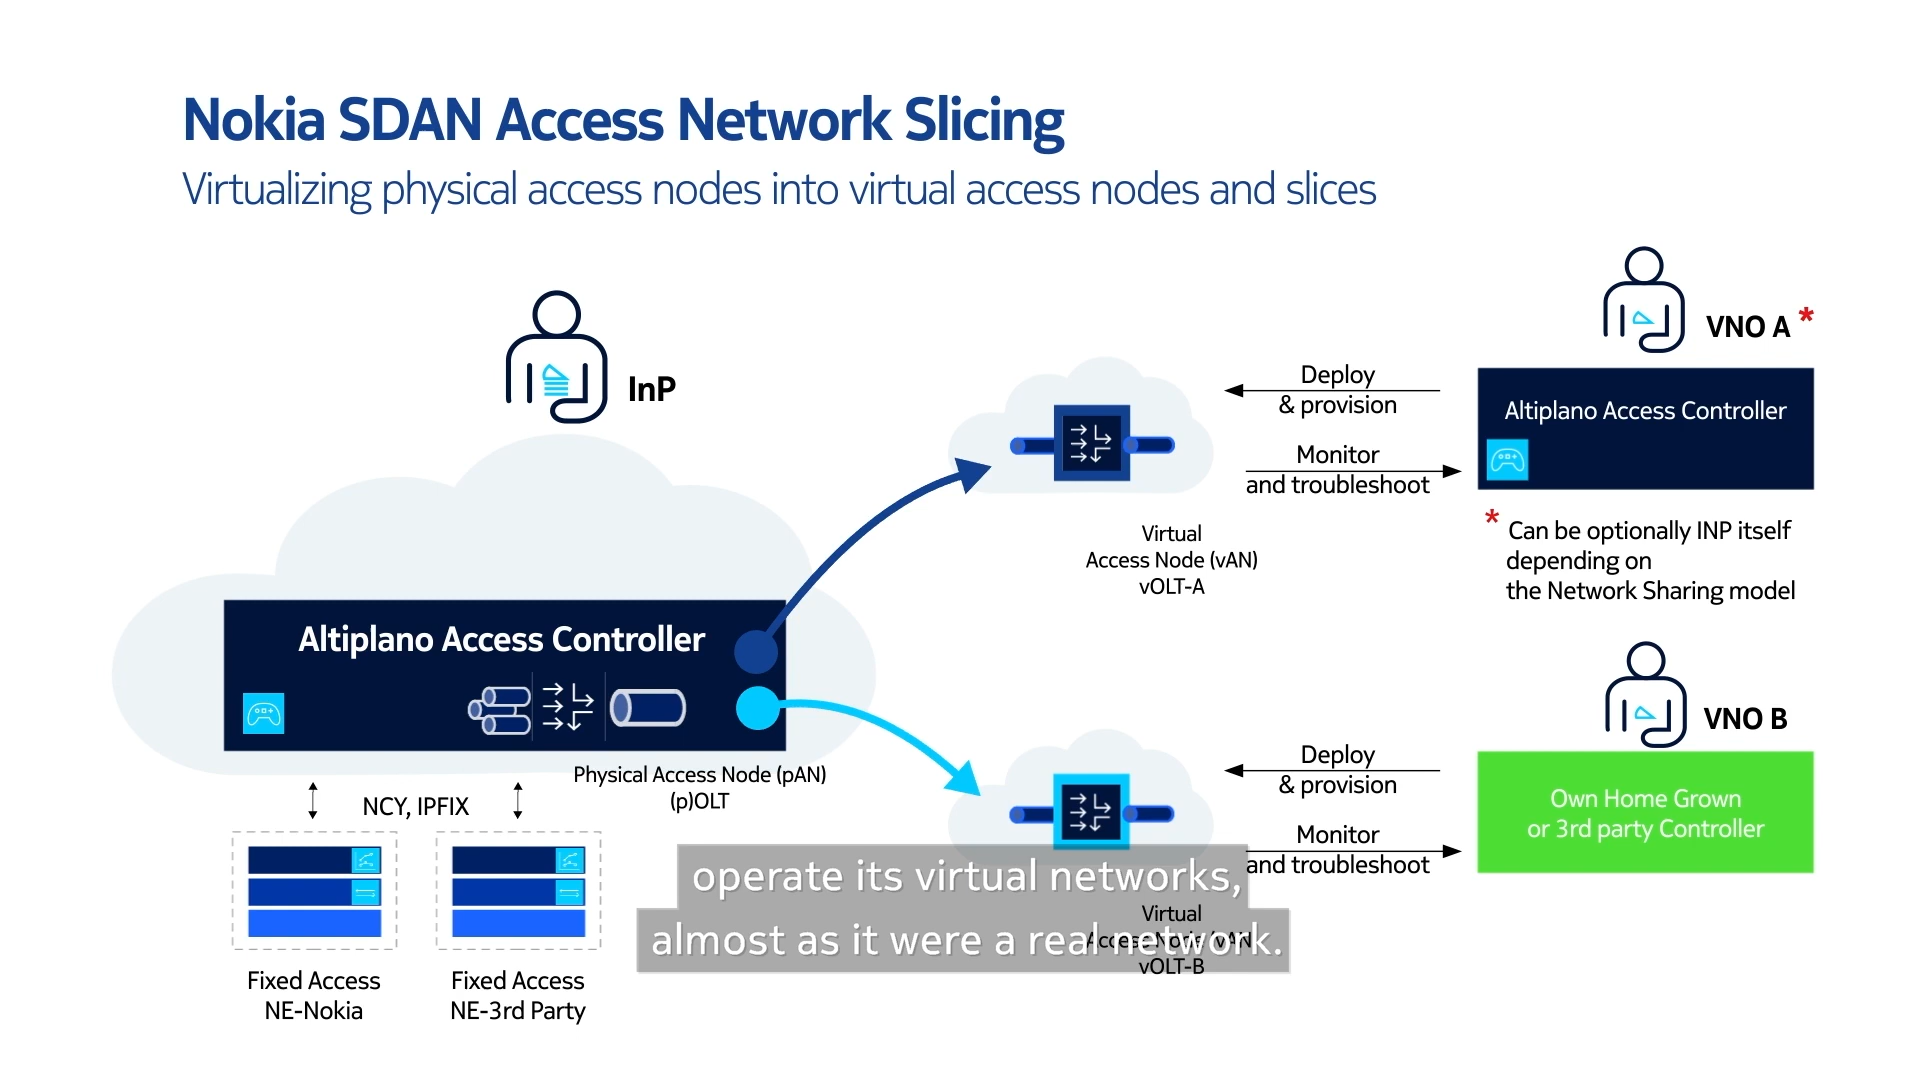 Nokia SDAN Access Network Slicing
Virtualizing physical access nodes into virtual access nodes and slices
InP
Altiplano Access Controller
Physical Access Node (pAN)
(p)OLT
NCY, IPFIX
Fixed Access
NE-Nokia
Fixed Access
NE-3rd Party
Virtual
Access Node (vAN)
vOLT-A
Deploy
& provision
Monitor
and troubleshoot
VNO A *
Altiplano Access Controller
* Can be optionally INP itself
depending on
the Network Sharing model
Deploy
& provision
Monitor
and troubleshoot
VNO B
Own Home Grown
or 3rd party Controller
Virtual
Access Node (vAN)
vOLT-B
operate its virtual networks,
almost as it were a real network.